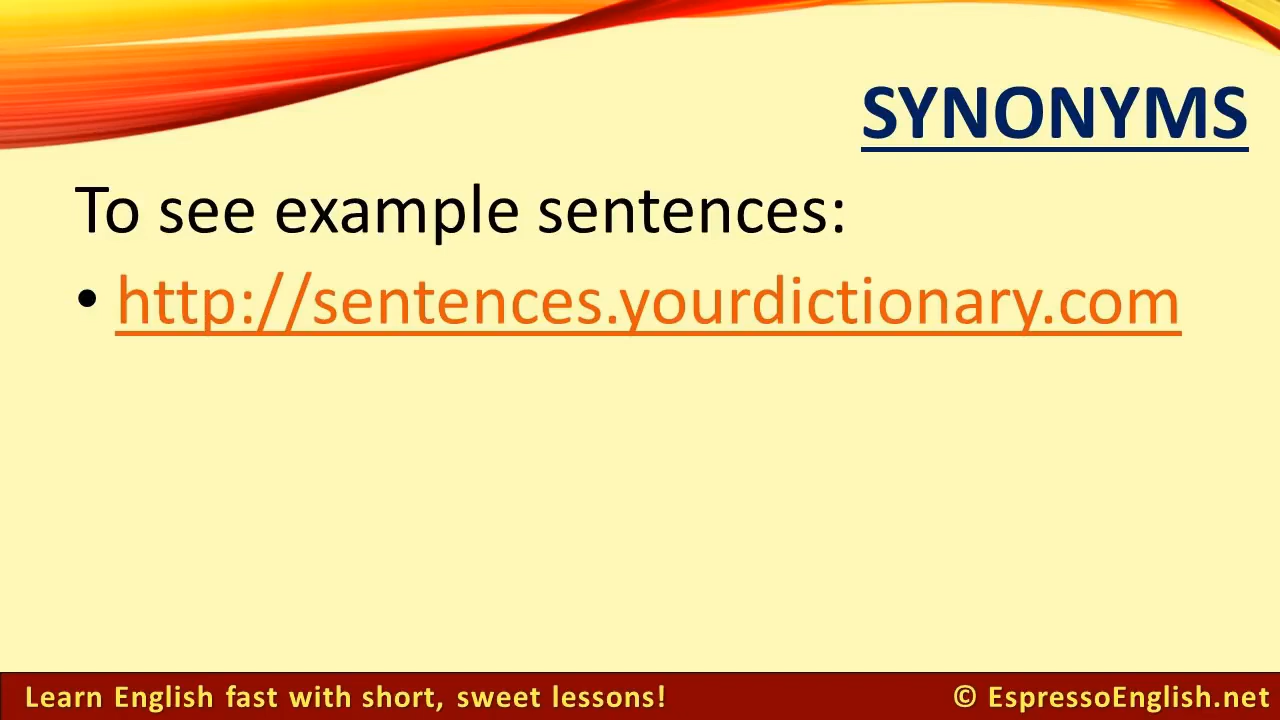 SYNONYMS
To see example sentences:
• http://sentences.yourdictionary.com
Learn English fast with short, sweet lessons!
© EspressoEnglish.net